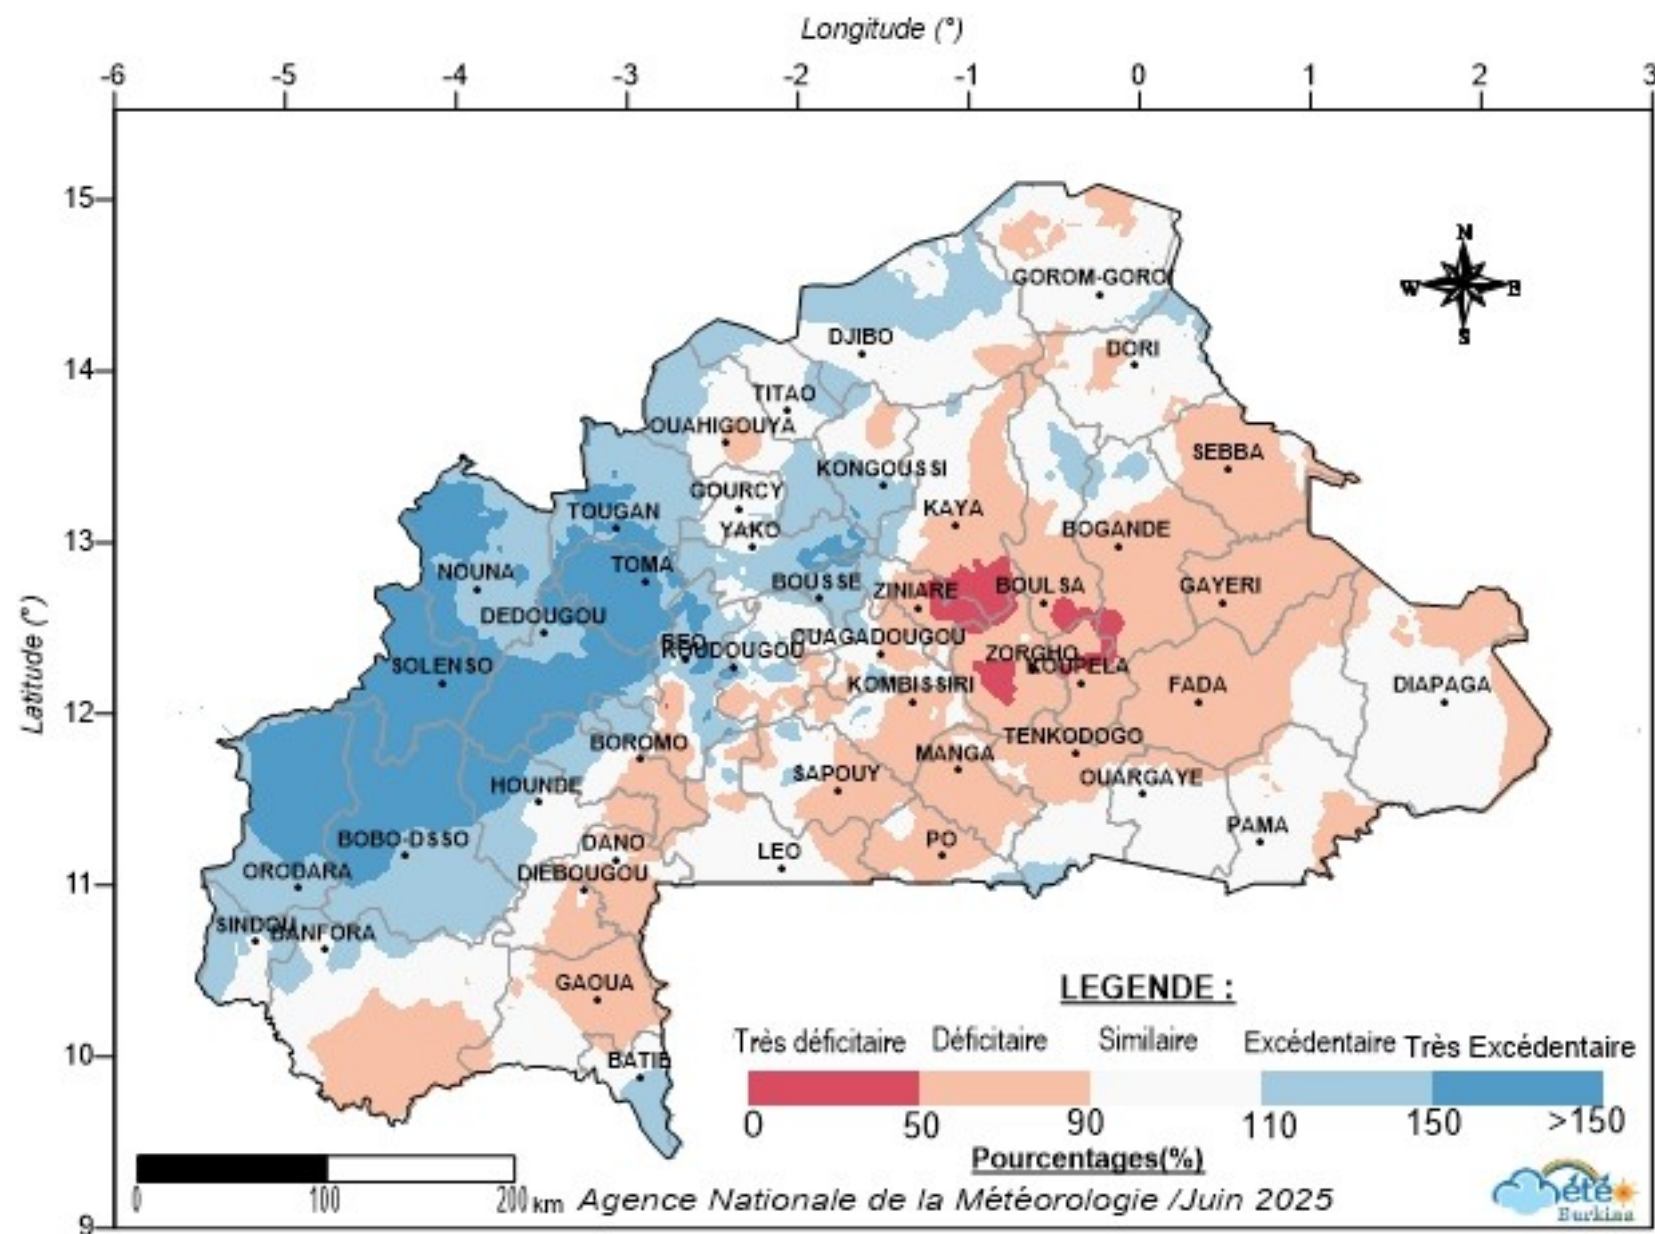 Longitude (°)
-6 -5 -4 -3 -2 -1 0 1 2 3
15
14
13
12
11
10
9
Latitude (°)
N
W E
S
GOROM-GORO
DJIBO
DORI
TITAO
OUAHIGOUYA
SEBBA
KONGOUSSI
GOURCY
KAYA
TOUGAN
YAKO
BOGANDE
TOMA
NOUNA
BOUSSE
ZINIARE
BOULSA
GAYERI
DEDOUGOU
OUAGADOUGOU
KOUDOUGOU
ZORGHO
SOLENSO
KOUPELA
KOMBISSIRI
FADA
DIAPAGA
BOROMO
TENKODOGO
MANGA
SAPOUY
OUARGAYE
HOUNDE
PAMA
BOBO-DSSO
DANO
LEO
PO
ORODARA
DIEBOUGOU
SINDOU
BANFORA
GAOUA
BATIE
LEGENDE :
Très déficitaire Déficitaire Similaire Excédentaire Très Excédentaire
0 50 90 110 150 >150
Pourcentages(%)
0 100 200 km
Agence Nationale de la Météorologie /Juin 2025
été
Burkina